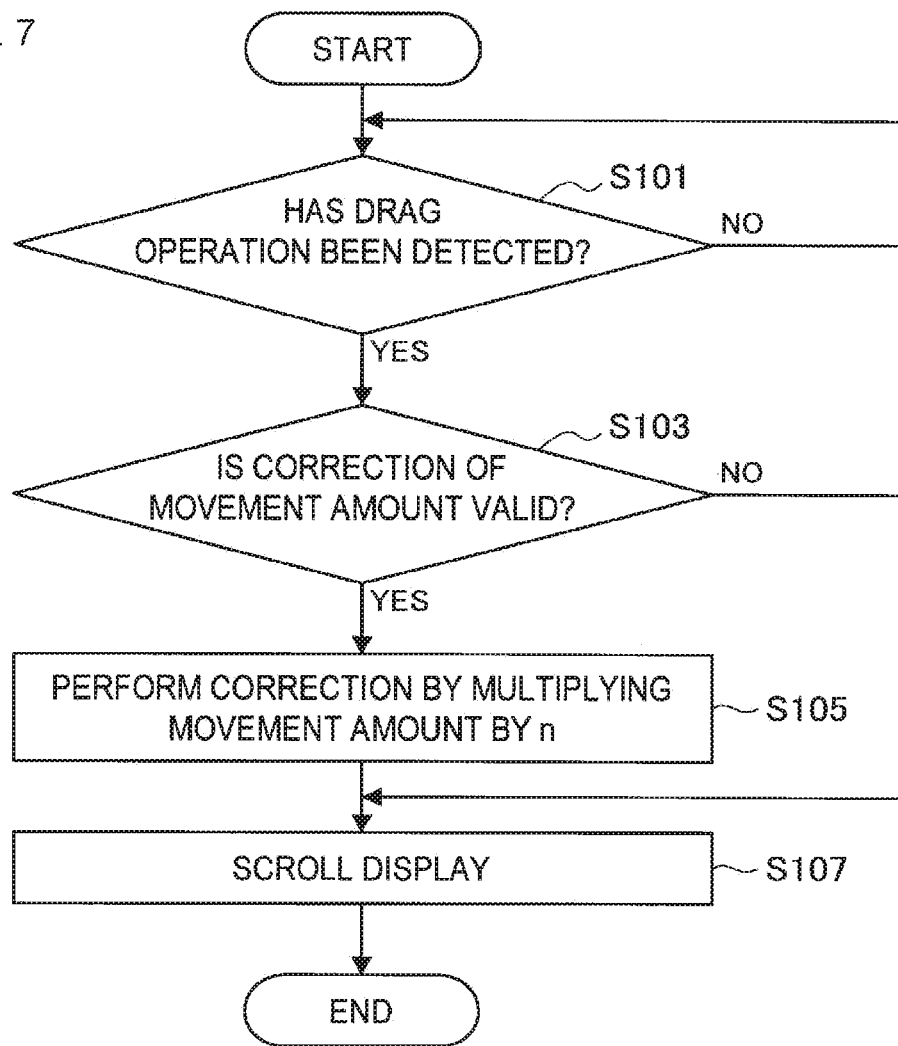 . 7
START
S101
HAS DRAG
OPERATION BEEN DETECTED?
NO
YES
S103
IS CORRECTION OF
MOVEMENT AMOUNT VALID?
NO
YES
PERFORM CORRECTION BY MULTIPLYING
MOVEMENT AMOUNT BY n
S105
SCROLL DISPLAY
S107
END